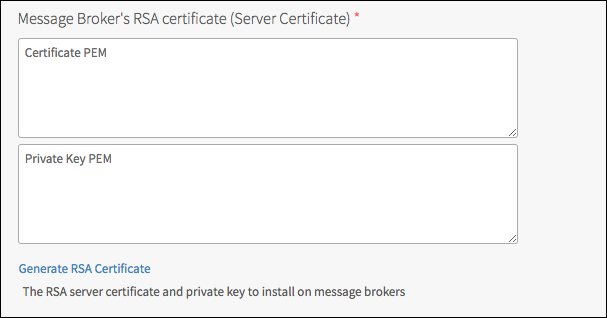 Message Broker's RSA certificate (Server Certificate) *
Certificate PEM
Private Key PEM
Generate RSA Certificate
The RSA server certificate and private key to install on message brokers